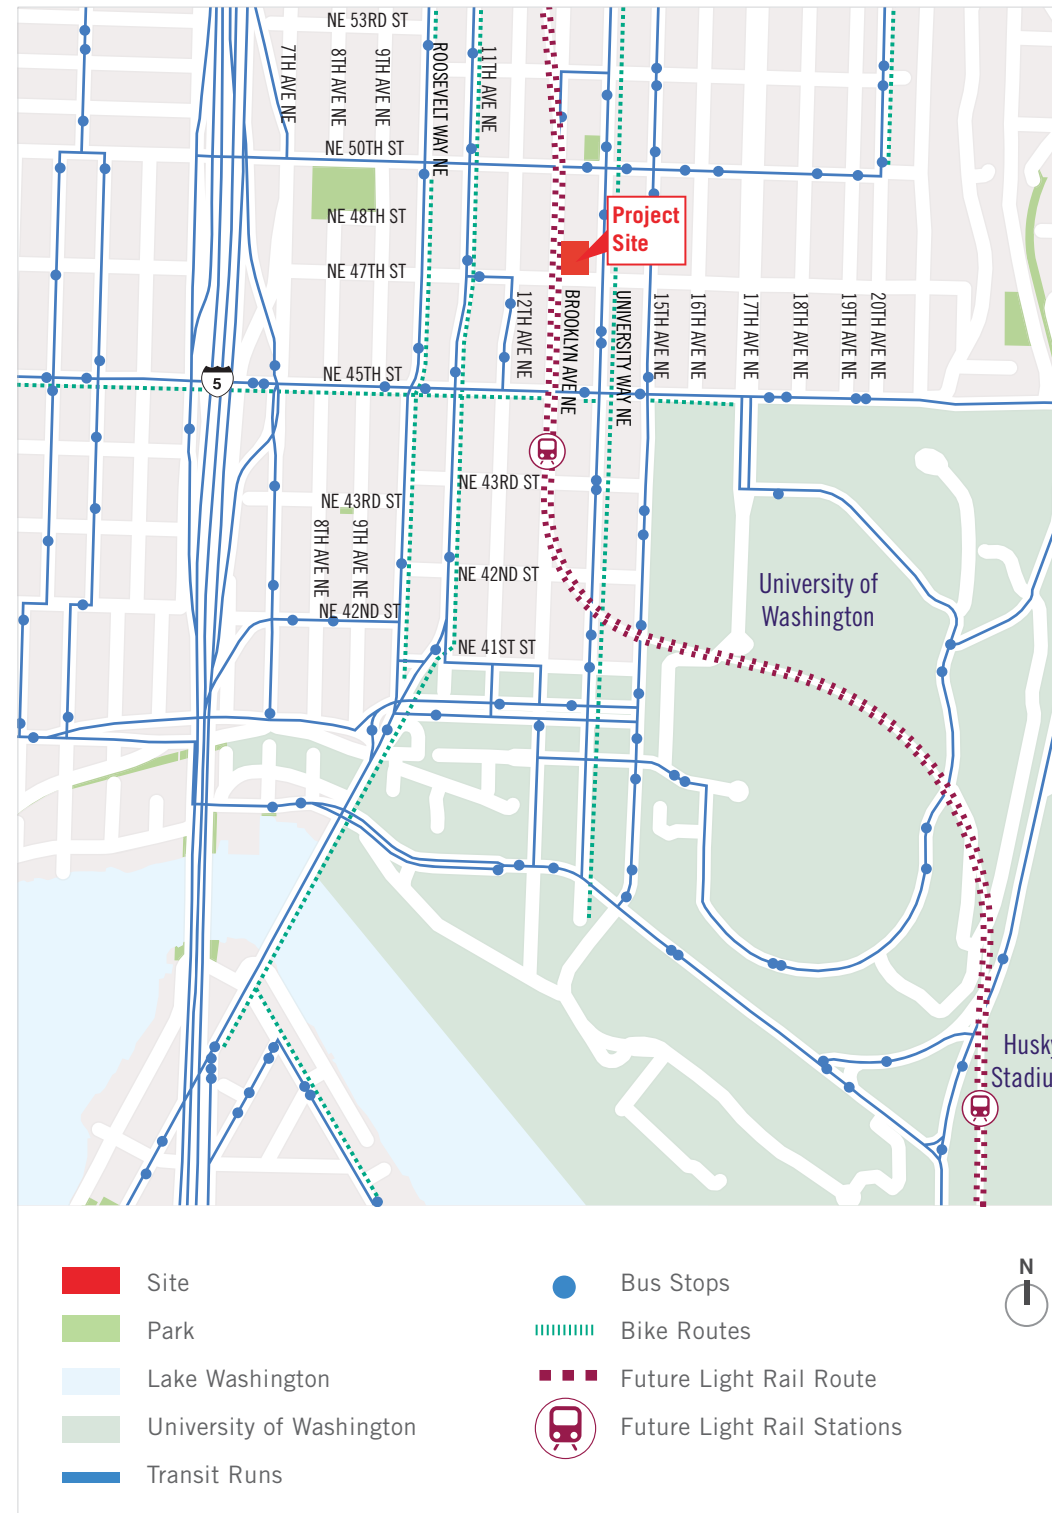 NE 53RD ST
7TH AVE NE
8TH AVE NE
9TH AVE NE
ROOSEVELT WAY NE
11TH AVE NE
NE 50TH ST
NE 48TH ST
Project
Site
NE 47TH ST
12TH AVE NE
BROOKLYN AVE NE
UNIVERSITY WAY NE
15TH AVE NE
16TH AVE NE
17TH AVE NE
18TH AVE NE
19TH AVE NE
20TH AVE NE
NE 45TH ST
5
NE 43RD ST
NE 43RD ST
8TH AVE NE
9TH AVE NE
NE 42ND ST
NE 42ND ST
NE 41ST ST
University of
Washington
Husky
Stadiu
Site
Park
Lake Washington
University of Washington
Transit Runs
Bus Stops
Bike Routes
Future Light Rail Route
Future Light Rail Stations
N